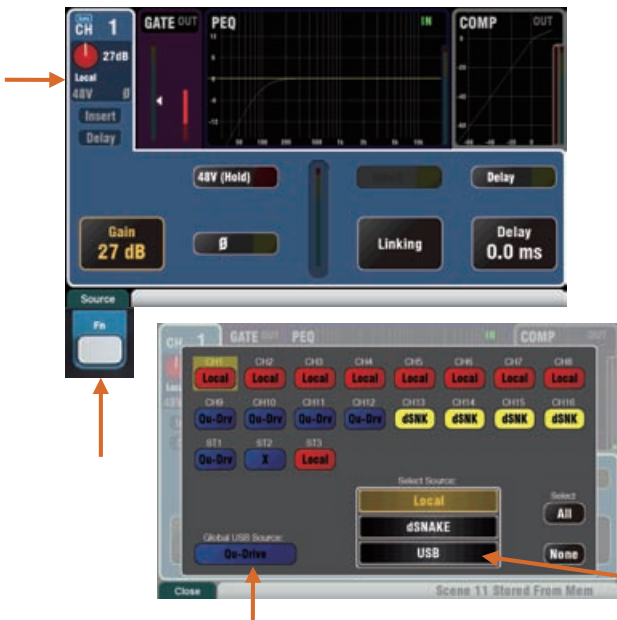 CH 1
GATE OUT
PEQ IN
COMP OUT
27dB
Local
48V Ø
Insert
Delay
48V (Hold)
Delay
Gain
27 dB
Ø
Linking
Delay
0.0 ms
Source
Fn
CH 1 GATE OUT PEQ IN COMP OUT
CH1 CH2 CH3 CH4 CH5 CH6 CH7 CH8
Local Local Local Local Local Local Local Local
CH9 CH10 CH11 CH12 CH13 CH14 CH15 CH16
Qu-Drv Qu-Drv Qu-Drv Qu-Drv dSNK dSNK dSNK dSNK
ST1 ST2 ST3
Qu-Drv X Local
Select Source:
Local
dSNAKE
USB
Select
All
None
Global USB Source:
Qu-Drive
Close
Scene 11 Stored From Mem